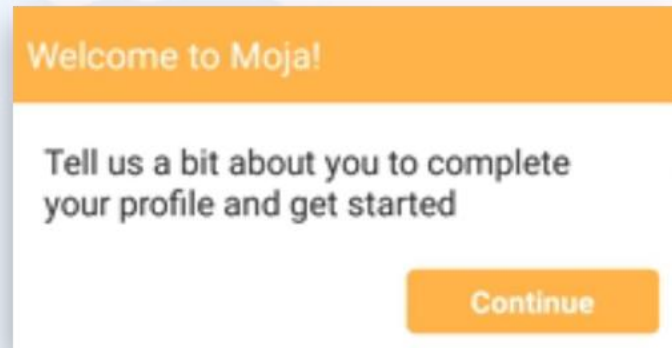 Welcome to Moja!
Tell us a bit about you to complete
your profile and get started
Continue